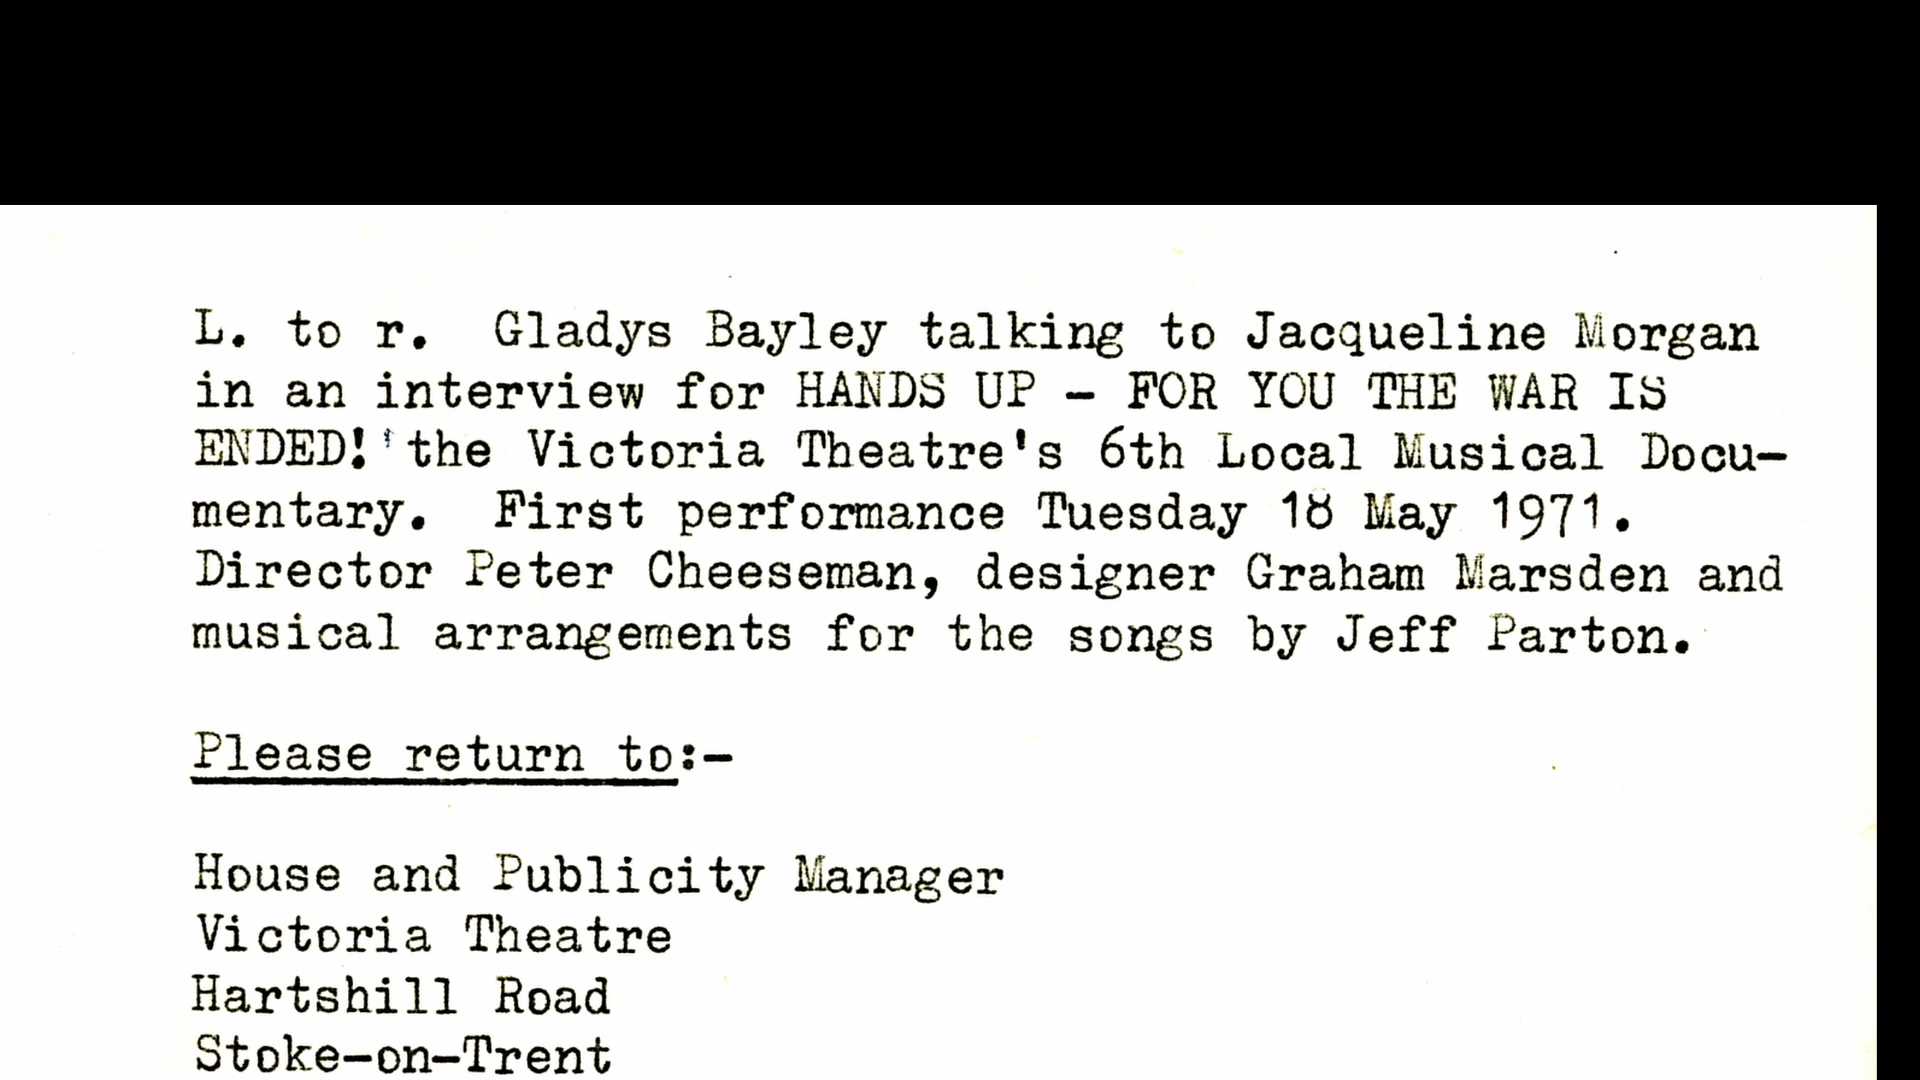 L. to r. Gladys Bayley talking to Jacqueline Morgan
in an interview for HANDS UP - FOR YOU THE WAR IS
ENDED! the Victoria Theatre's 6th Local Musical Docu-
mentary. First performance Tuesday 18 May 1971.
Director Peter Cheeseman, designer Graham Marsden and
musical arrangements for the songs by Jeff Parton.
Please return to:-
House and Publicity Manager
Victoria Theatre
Hartshill Road
Stoke-on-Trent